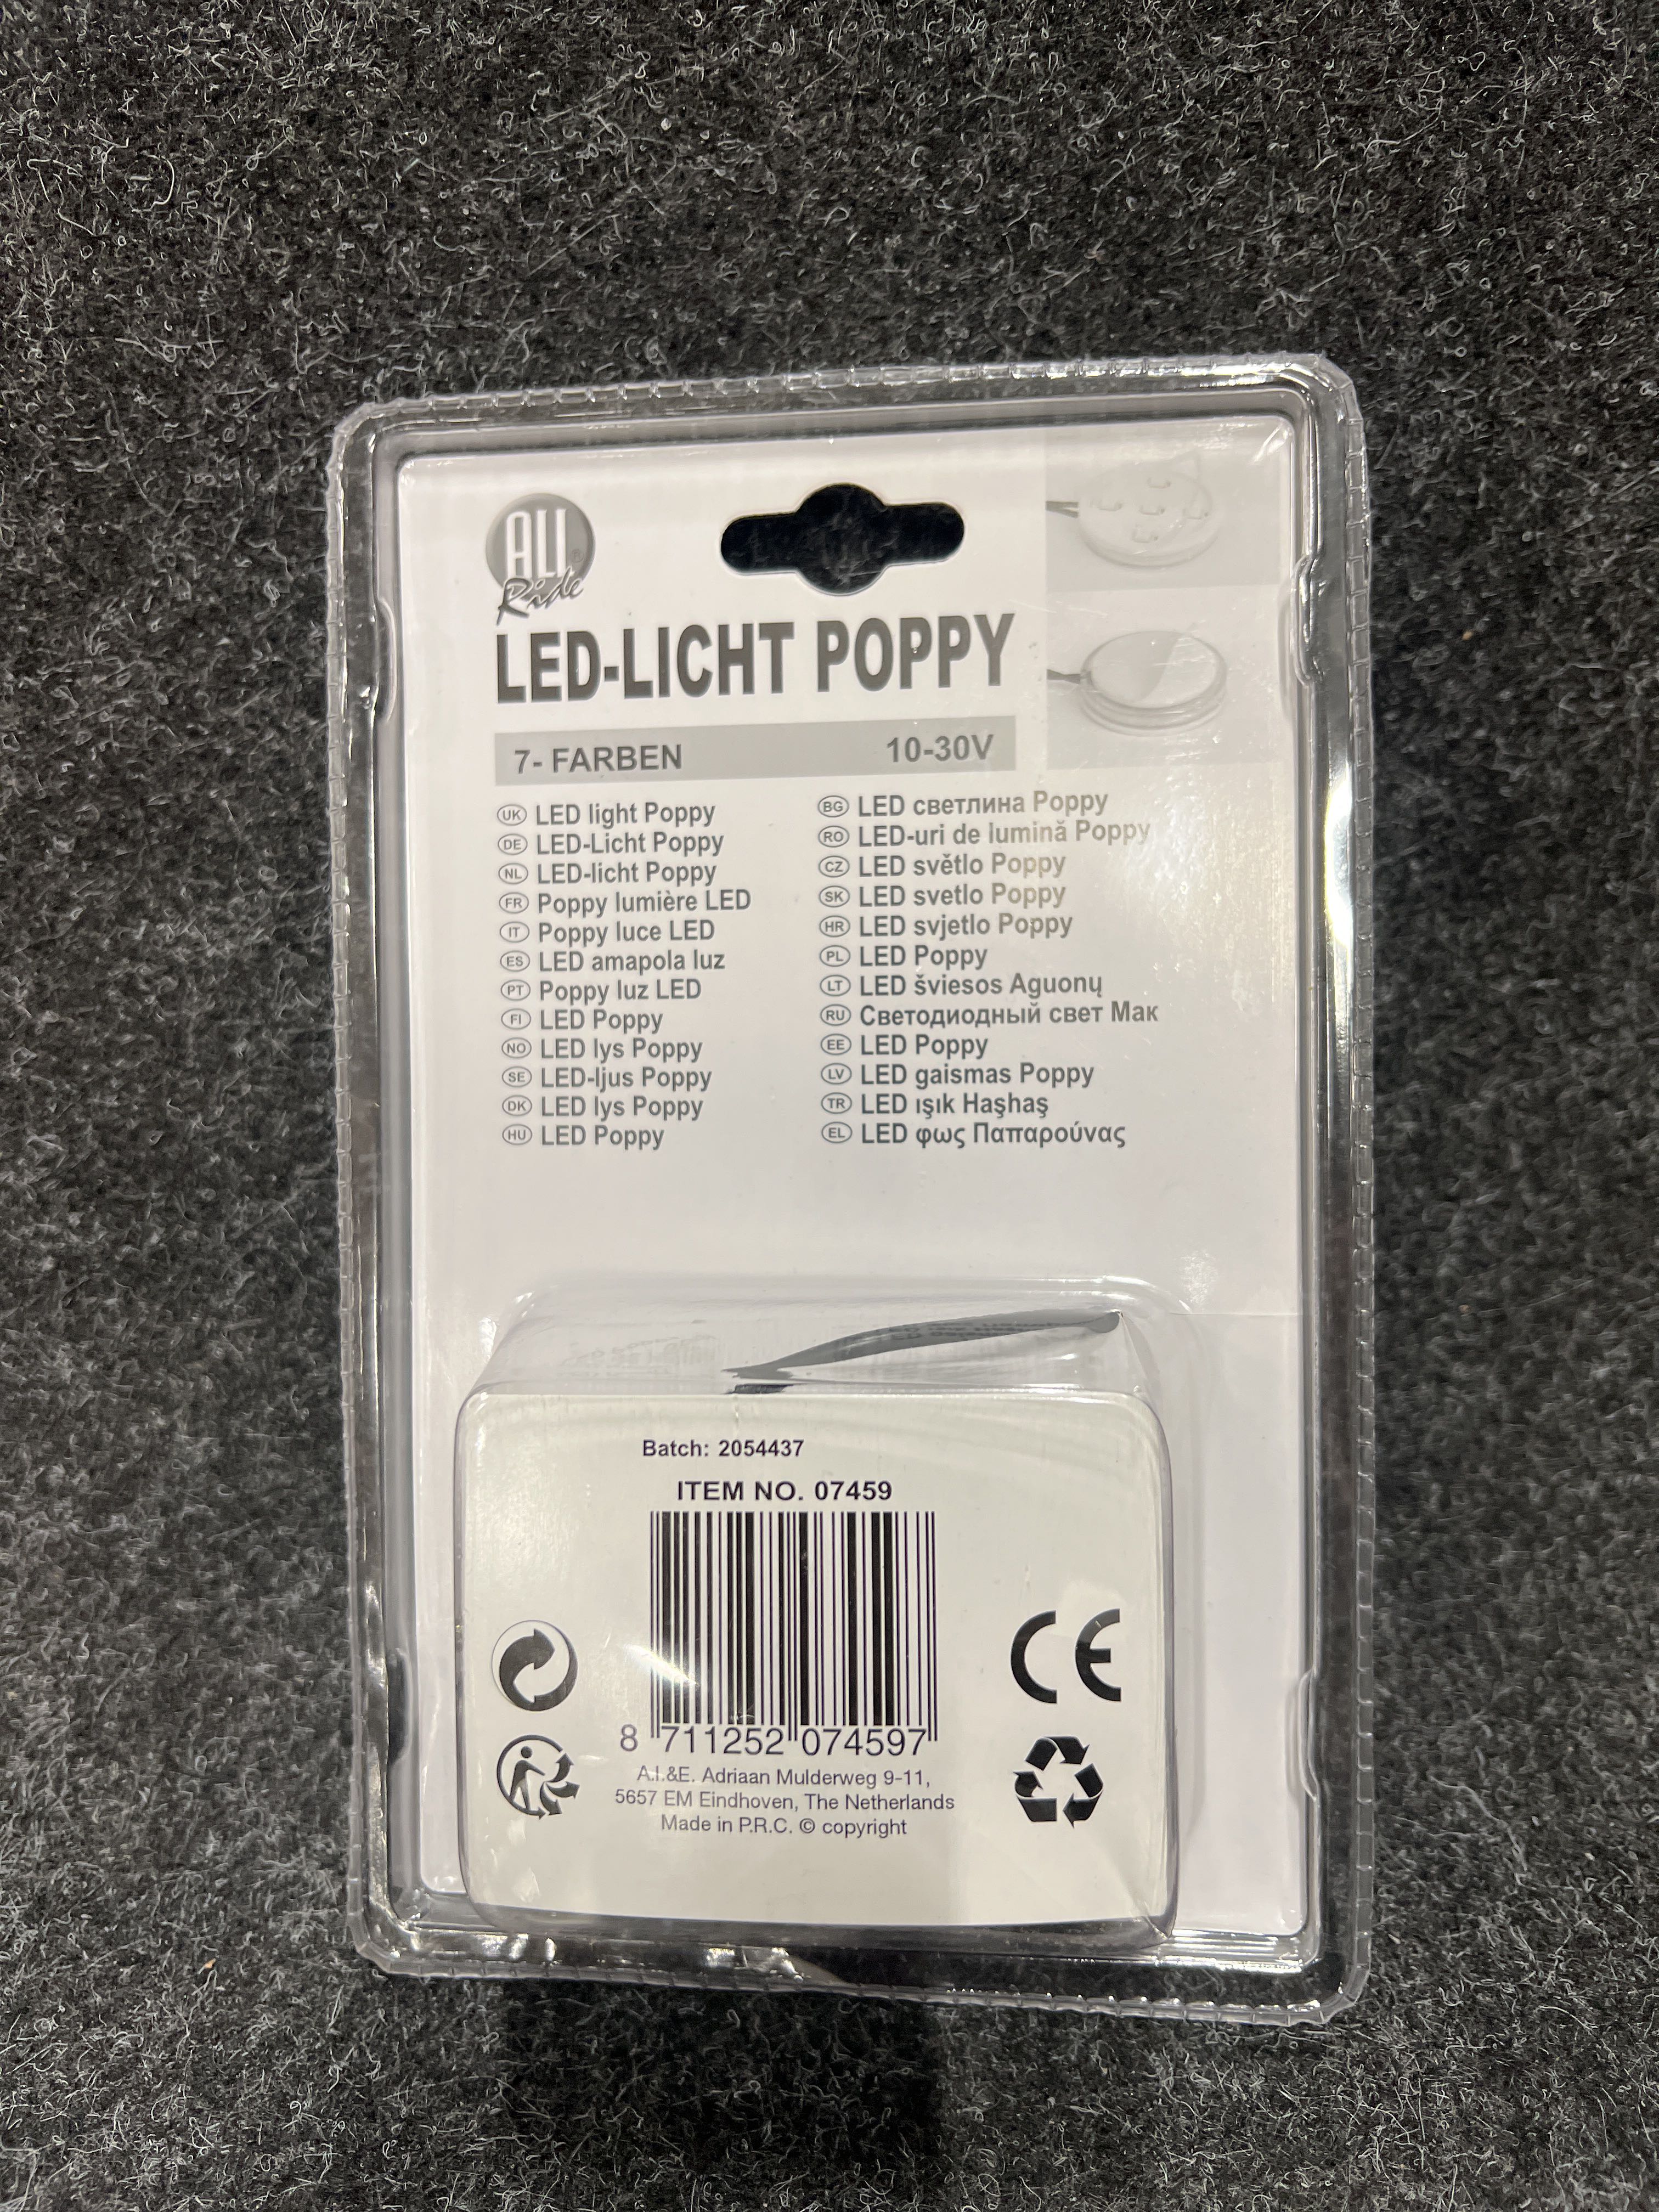 ALL
Ride
LED-LICHT POPPY
7- FARBEN 10-30V
UK LED light Poppy
DE LED-Licht Poppy
NL LED-licht Poppy
FR Poppy lumière LED
IT Poppy luce LED
ES LED amapola luz
PT Poppy luz LED
FI LED Poppy
NO LED lys Poppy
SE LED-ljus Poppy
DK LED lys Poppy
HU LED Poppy
BG LED светлина Poppy
RO LED-uri de lumină Poppy
CZ LED světlo Poppy
SK LED svetlo Poppy
HR LED svjetlo Poppy
PL LED Poppy
LT LED šviesos Aguonų
RU Светодиодный свет Мак
EE LED Poppy
LV LED gaismas Poppy
TR LED ışık Haşhaş
EL LED φως Παπαρούνας
Batch: 2054437
ITEM NO. 07459
8 711252 074597
A.I.&E. Adriaan Mulderweg 9-11,
5657 EM Eindhoven, The Netherlands
Made in P.R.C. © copyright
CE